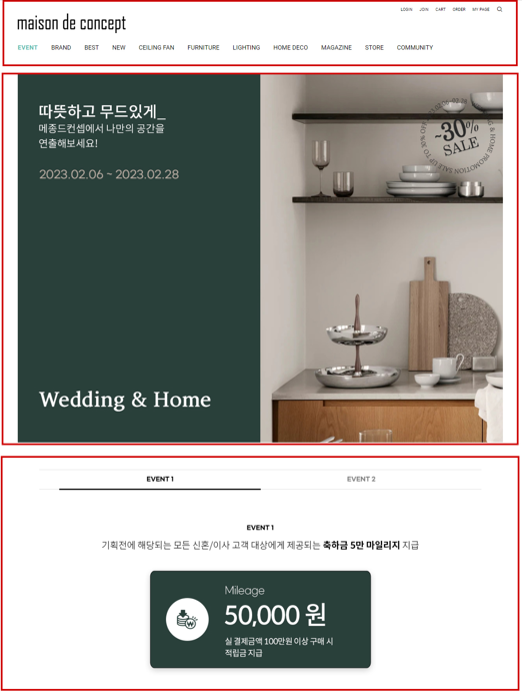 LOGIN JOIN CART ORDER MY PAGE
maison de concept
EVENT BRAND BEST NEW CEILING FAN FURNITURE LIGHTING HOME DECO MAGAZINE STORE COMMUNITY
따뜻하고 무드있게_
메종드컨셉에서 나만의 공간을
연출해보세요!
2023.02.06 ~ 2023.02.28
~30%
SALE
Wedding & Home
EVENT 1 EVENT 2
EVENT 1
기획전에 해당되는 모든 신혼/이사 고객 대상에게 제공되는 축하금 5만 마일리지 지급
Mileage
50,000 원
실 결제금액 100만원 이상 구매 시
적립금 지급